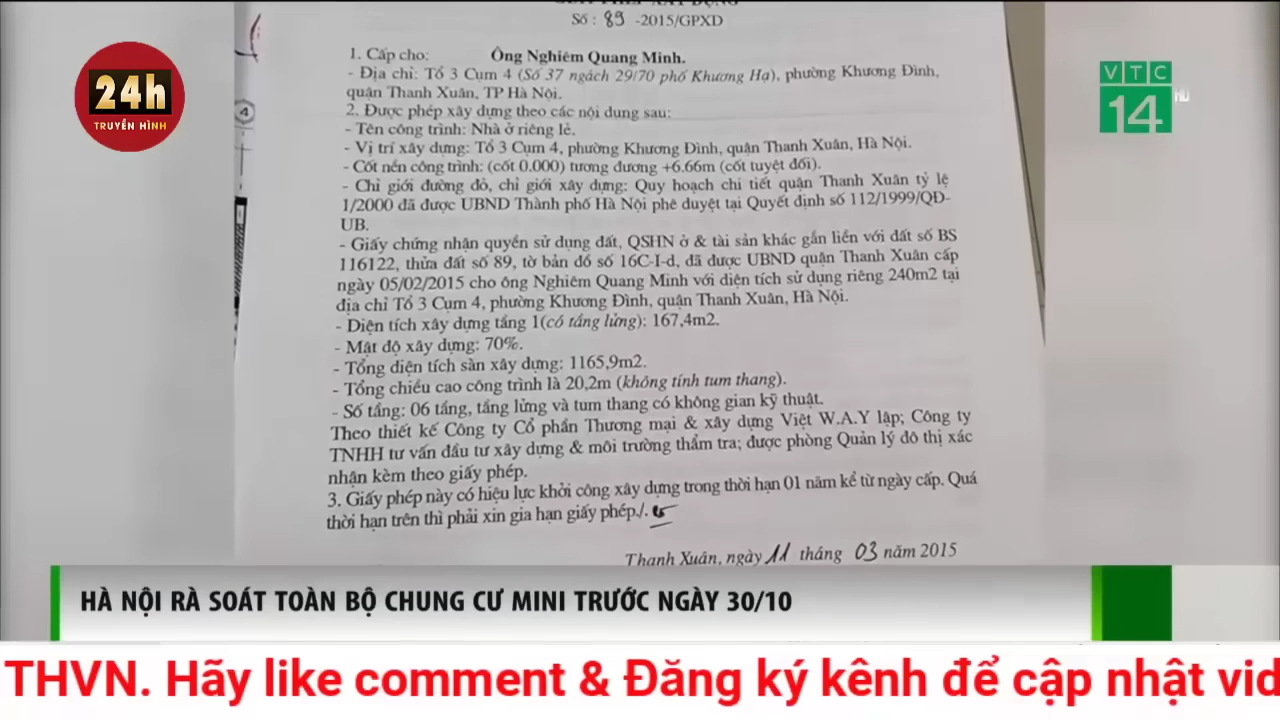 Số : 89 -2015/GPXD
1. Cấp cho: Ông Nghiêm Quang Minh.
- Địa chỉ: Tổ 3 Cụm 4 (Số 37 ngách 29/70 phố Khương Hạ), phường Khương Đình,
quận Thanh Xuân, TP Hà Nội.
2. Được phép xây dựng theo các nội dung sau:
- Tên công trình: Nhà ở riêng lẻ.
- Vị trí xây dựng: Tổ 3 Cụm 4, phường Khương Đình, quận Thanh Xuân, Hà Nội.
- Cốt nền công trình: (cốt 0.000) tương đương +6.66m (cốt tuyệt đối).
- Chỉ giới đường đỏ, chỉ giới xây dựng: Quy hoạch chi tiết quận Thanh Xuân tỷ lệ
1/2000 đã được UBND Thành phố Hà Nội phê duyệt tại Quyết định số 112/1999/QĐ-
UB.
- Giấy chứng nhận quyền sử dụng đất, QSHN ở & tài sản khác gắn liền với đất số BS
116122, thửa đất số 89, tờ bản đồ số 16C-I-d, đã được UBND quận Thanh Xuân cấp
ngày 05/02/2015 cho ông Nghiêm Quang Minh với diện tích sử dụng riêng 240m2 tại
địa chỉ Tổ 3 Cụm 4, phường Khương Đình, quận Thanh Xuân, Hà Nội.
- Diện tích xây dựng tầng 1(có tầng lửng): 167,4m2.
- Mật độ xây dựng: 70%.
- Tổng diện tích sàn xây dựng: 1165,9m2.
- Tổng chiều cao công trình là 20,2m (không tính tum thang).
- Số tầng: 06 tầng, tầng lửng và tum thang có không gian kỹ thuật.
Theo thiết kế Công ty Cổ phần Thương mại & xây dựng Việt W.A.Y lập; Công ty
TNHH tư vấn đầu tư xây dựng & môi trường thẩm tra; được phòng Quản lý đô thị xác
nhận kèm theo giấy phép.
3. Giấy phép này có hiệu lực khởi công xây dựng trong thời hạn 01 năm kể từ ngày cấp. Quá
thời hạn trên thì phải xin gia hạn giấy phép./.
Thanh Xuân, ngày 11 tháng 03 năm 2015
24h
TRUYỀN HÌNH
4
VTC
14
HD
HÀ NỘI RÀ SOÁT TOÀN BỘ CHUNG CƯ MINI TRƯỚC NGÀY 30/10
THVN. Hãy like comment & Đăng ký kênh để cập nhật vid